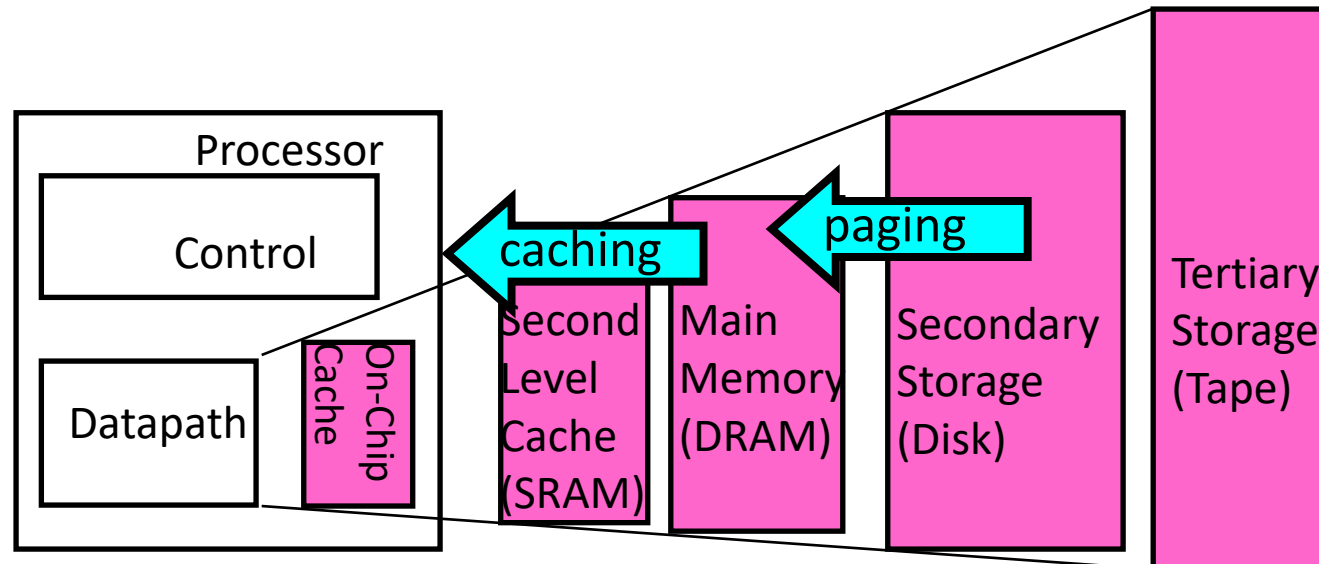 Processor
Control
Datapath
On-Chip
Cache
caching
Second
Level
Cache
(SRAM)
Main
Memory
(DRAM)
paging
Secondary
Storage
(Disk)
Tertiary
Storage
(Tape)